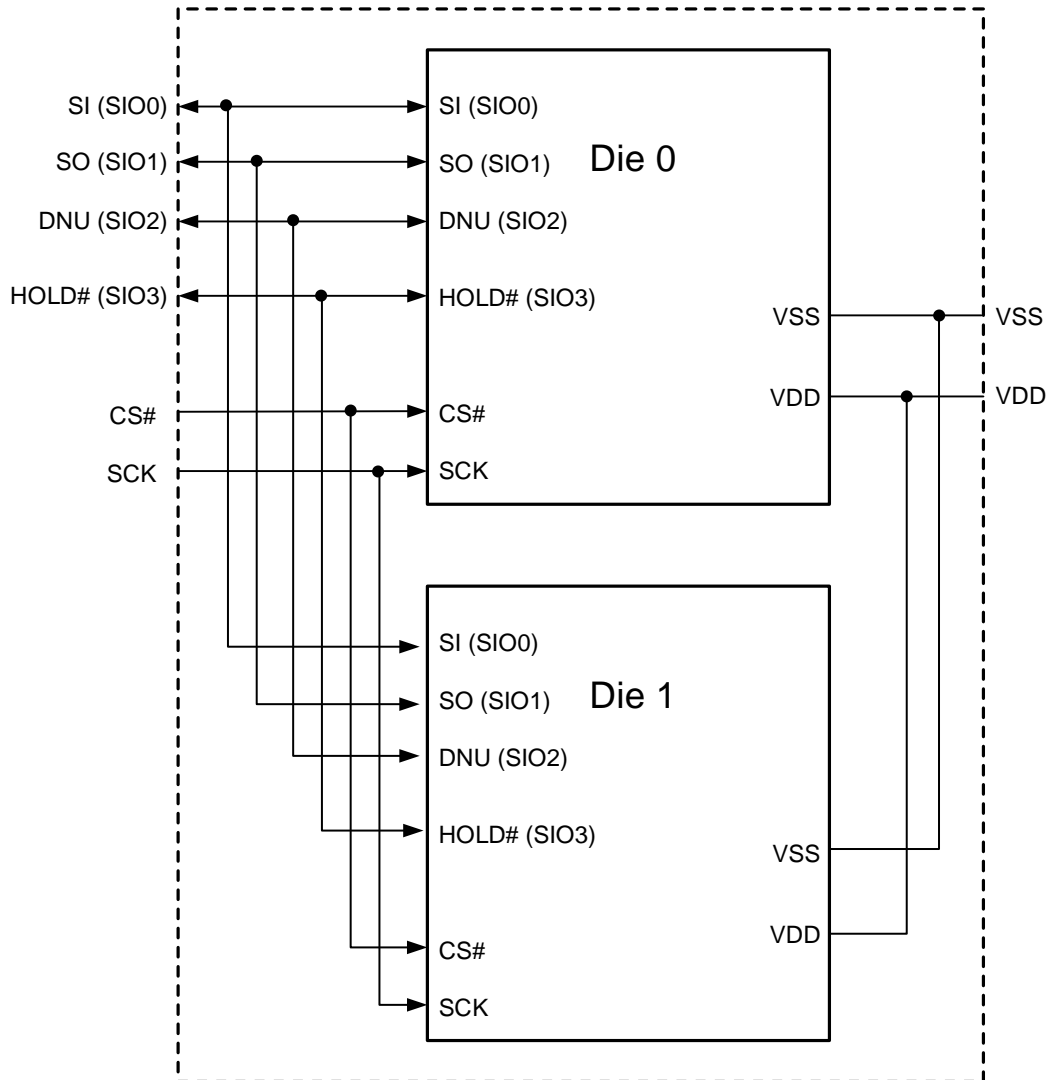 SI (SIO0)
SO (SIO1)
DNU (SIO2)
HOLD# (SIO3)
CS#
SCK
SI (SIO0)
SO (SIO1)
Die 0
DNU (SIO2)
HOLD# (SIO3)
CS#
SCK
VSS
VDD
VSS
VDD
SI (SIO0)
SO (SIO1)
Die 1
DNU (SIO2)
HOLD# (SIO3)
CS#
SCK
VSS
VDD